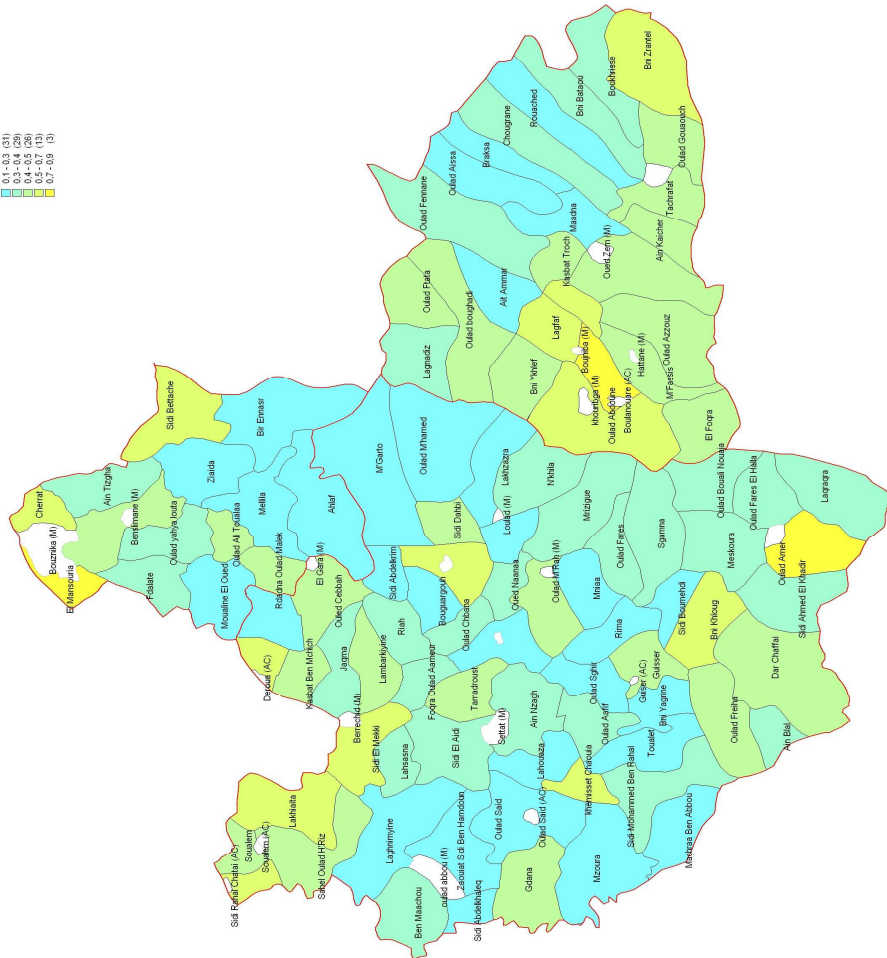 0.1 - 0.3 (31)
0.3 - 0.4 (29)
0.4 - 0.5 (26)
0.5 - 0.7 (13)
0.7 - 0.9 (3)
Sidi Rahal Chatai (AC)
Soualem
Soualem (AC)
Sahel Oulad H'Riz
Lakhiaita
Ben Maachou
oulad abbou (M)
Sidi Abdelkhaleq
Zaouiat Sidi Ben Hamdoun
Laghnimyine
Gdana
Oulad Said
Oulad Said (AC)
Mzoura
khemisset Chaouia
Lahouaza
Sidi Mohammed Ben Rahal
Machraa Ben Abbou
Sidi El Mekki
Lahsasna
Sidi El Aidi
Settat (M)
Ain Nzagh
Oulad Aafif
Toualet
Bni Yagrine
Ain Blal
Berrechid (M)
Foqra Oulad Aameur
Tamadroust
Oulad Sghir
Guiser (AC)
Guisser
Oulad Freiha
Deroua (AC)
Kasbat Ben Mchich
Jaqma
Lambarkiyine
Riah
Oulad Chbana
Rima
Sidi Boumehdi
Bni Khloug
Dar Chaffai
Oued Cebbah
El Gara (M)
Sidi Abdelkrim
Bouguargouh
Oued Naanaa
Oulad M'Rah (M)
Mniaa
Sidi Ahmed El Khadir
Rdadna Oulad Malek
Sidi Dahbi
Loulad (M)
Mrizigue
Oulad Fares
Sgamna
Meskoura
Oulad Amer
Moualine El Oued
Oulad Ali Toualaa
Mellila
Ahlaf
M'Garto
Oulad M'hamed
Lakhzazra
N'khila
Oulad Bouali Nouaja
Oulad Fares El Halla
Laqraqra
El Mansouria
Bouznika (M)
Cherrat
Fdalate
Benslimane (M)
Oulad yahya louta
Ain Tizgha
Ziaida
Bir Ennasr
Sidi Bettache
Lagnadiz
Oulad Ftata
Oulad boughadi
Bni Ykhlef
khouribga (M)
Oulad Abdoune
Boulanouare (AC)
Boujniba (M)
Lagfaf
Hattane (M)
M'Fassis
Oulad Azzouz
El Foqra
Ait Ammar
Kasbat Troch
Oued Zem (M)
Ain Kaicher
Tachrafat
Oulad Gouaouch
Oulad Fennane
Oulad Aissa
Braksa
Maadna
Chougrane
Rouached
Bni Bataou
Boukhrisse
Bni Zrantel